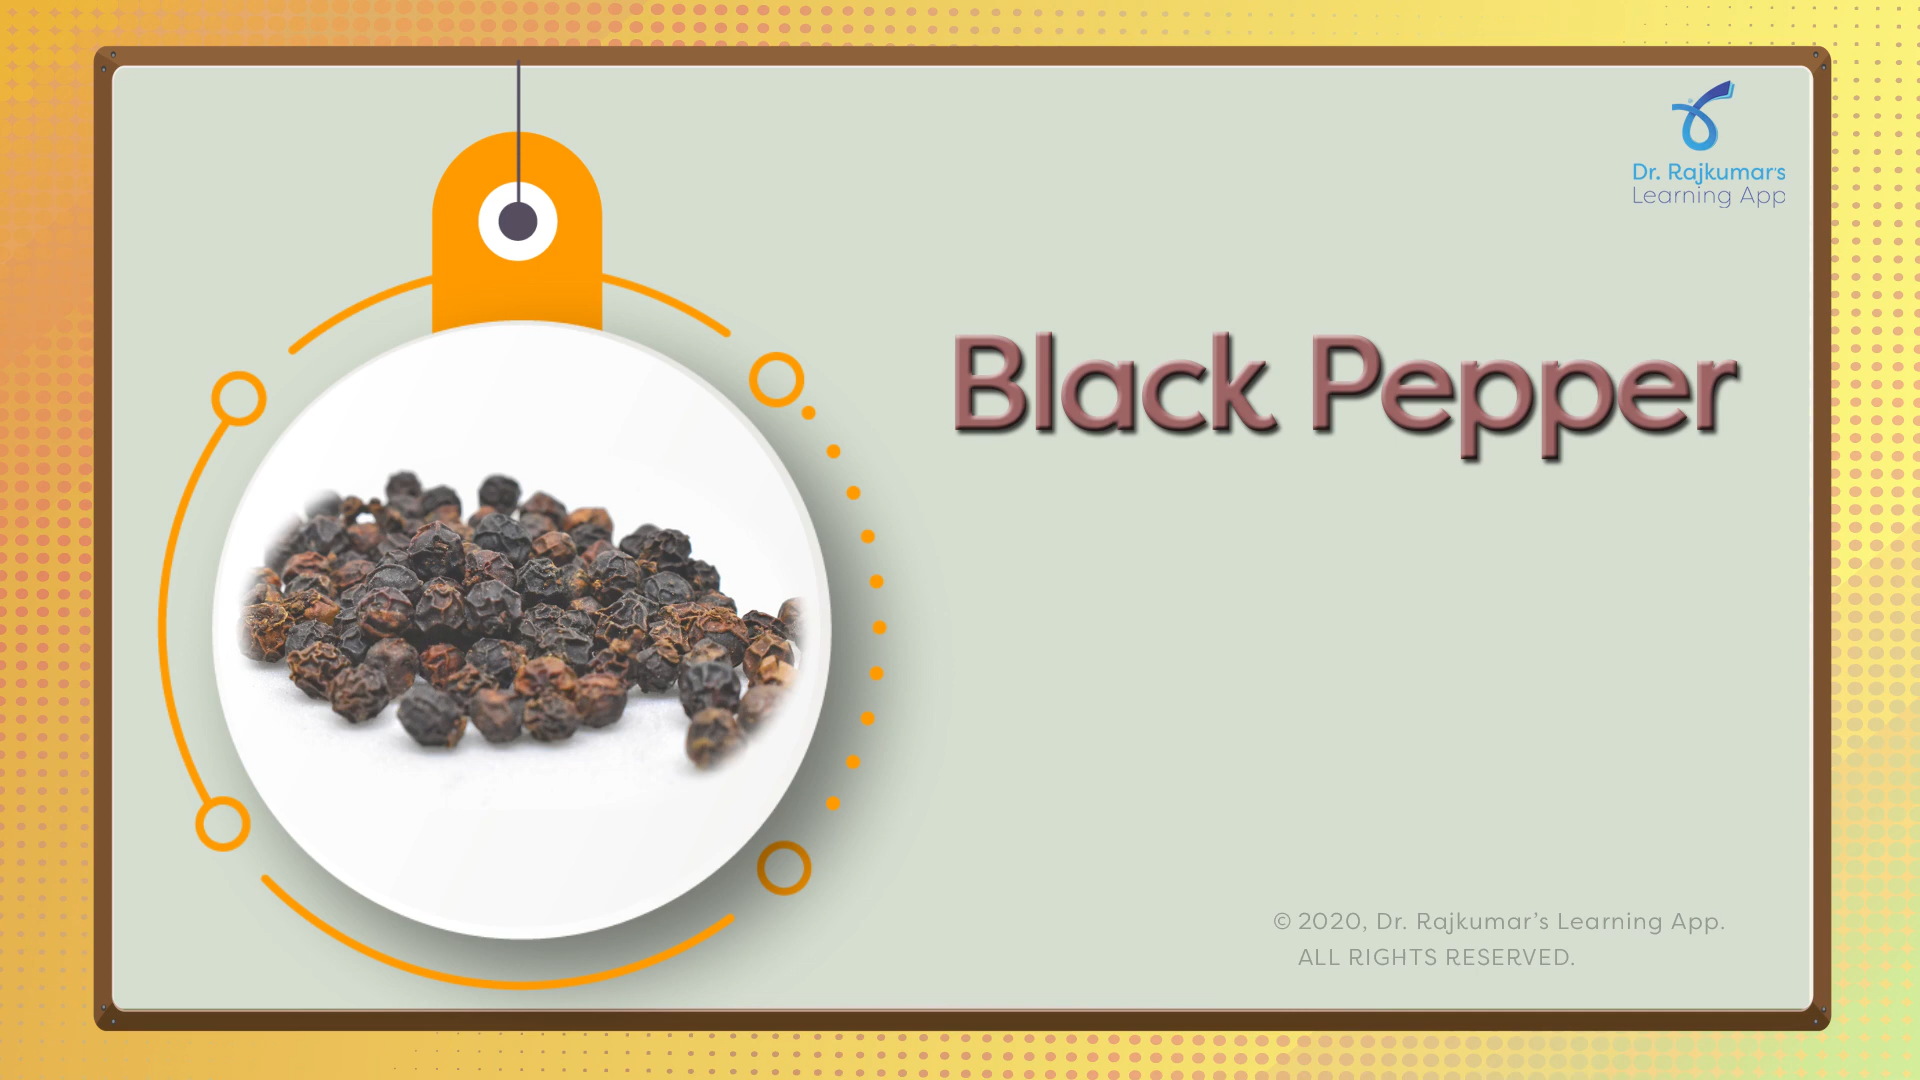 Dr. Rajkumar's
Learning App
Black Pepper
© 2020, Dr. Rajkumar's Learning App.
ALL RIGHTS RESERVED.